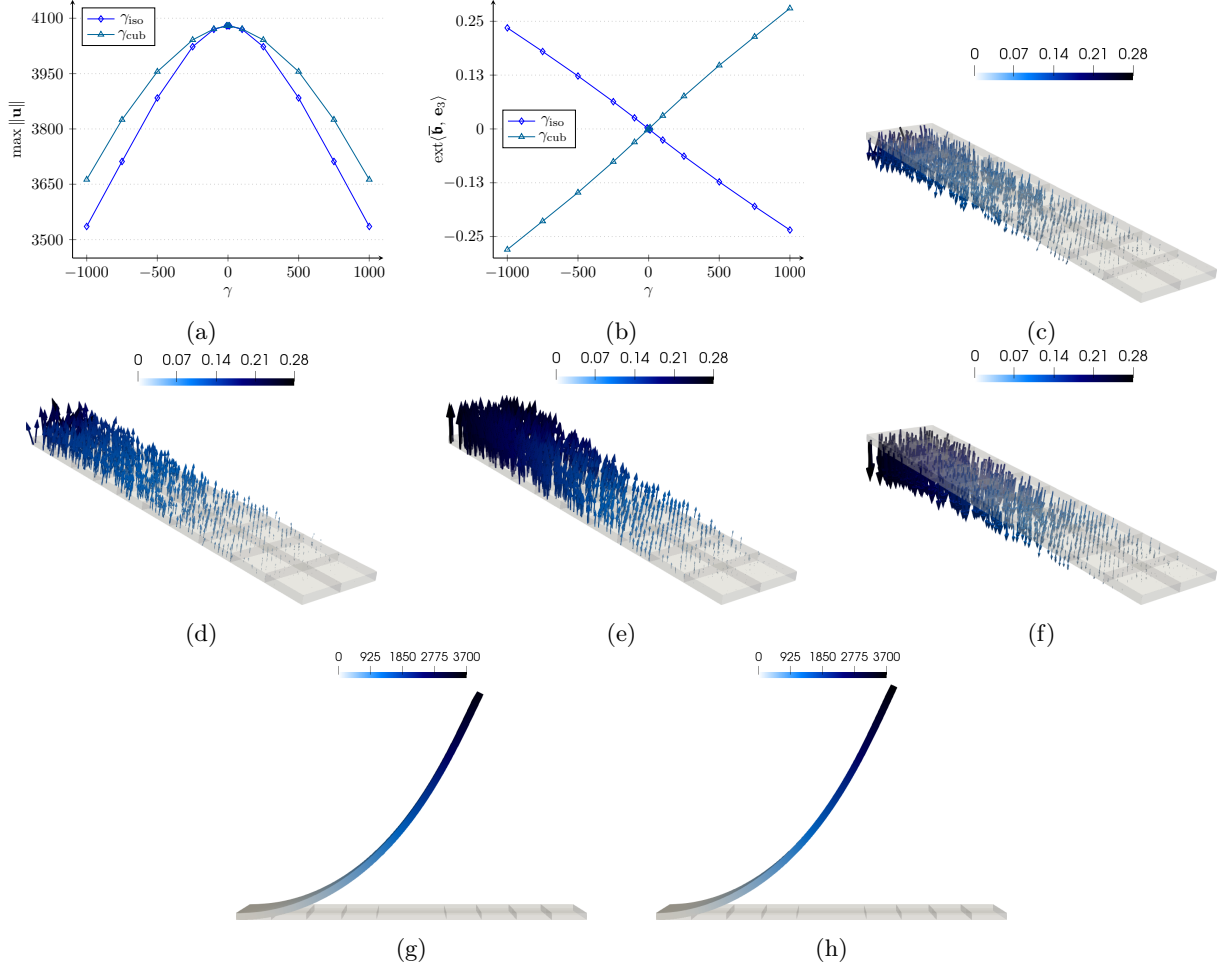 4100
3950
3800
3650
3500
max ‖u‖
γiso
γcub
−1000 −500 0 500 1000
γ
(a)
0.25
0.13
0
−0.13
−0.25
ext⟨b̅, e₃⟩
γiso
γcub
−1000 −500 0 500 1000
γ
(b)
0 0.07 0.14 0.21 0.28
(c)
0 0.07 0.14 0.21 0.28
(d)
0 0.07 0.14 0.21 0.28
(e)
0 0.07 0.14 0.21 0.28
(f)
0 925 1850 2775 3700
(g)
0 925 1850 2775 3700
(h)